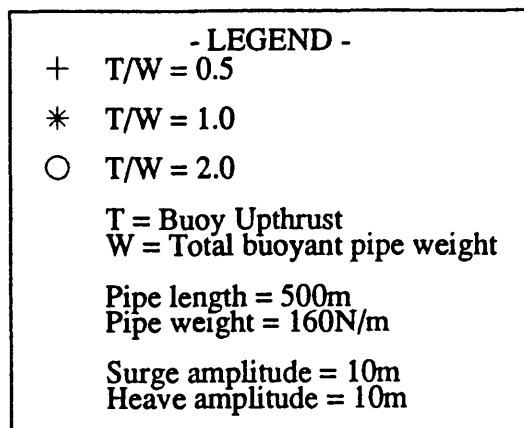 - LEGEND -
+ T/W = 0.5
* T/W = 1.0
○ T/W = 2.0
T = Buoy Upthrust
W = Total buoyant pipe weight
Pipe length = 500m
Pipe weight = 160N/m
Surge amplitude = 10m
Heave amplitude = 10m